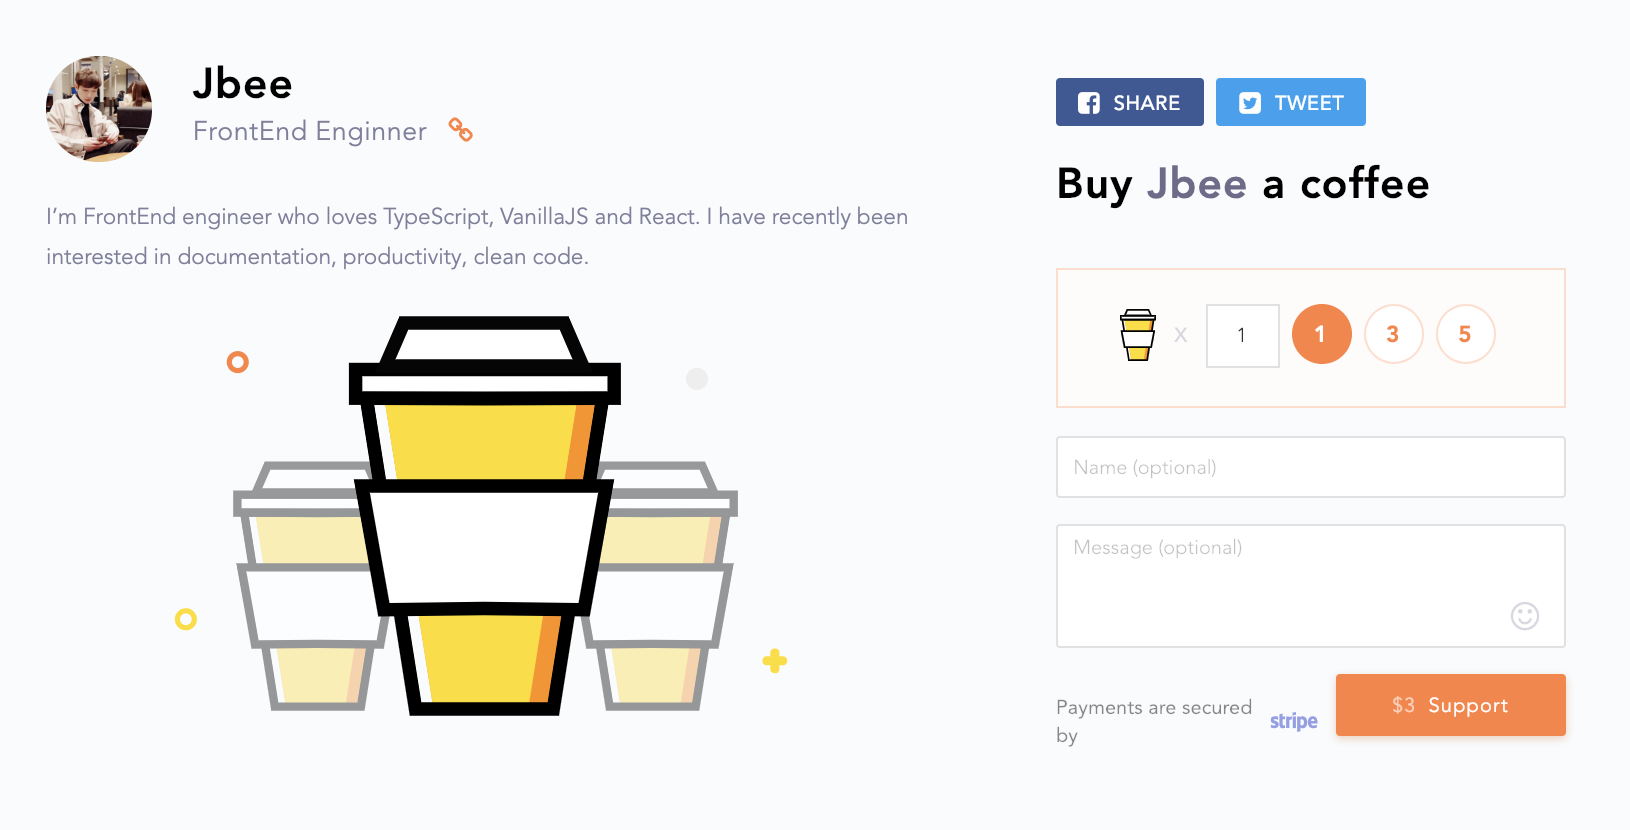 Jbee
FrontEnd Enginner
I'm FrontEnd engineer who loves TypeScript, VanillaJS and React. I have recently been
interested in documentation, productivity, clean code.
SHARE
TWEET
Buy Jbee a coffee
X 1 1 3 5
Name (optional)
Message (optional)
Payments are secured
by
stripe
$3 Support